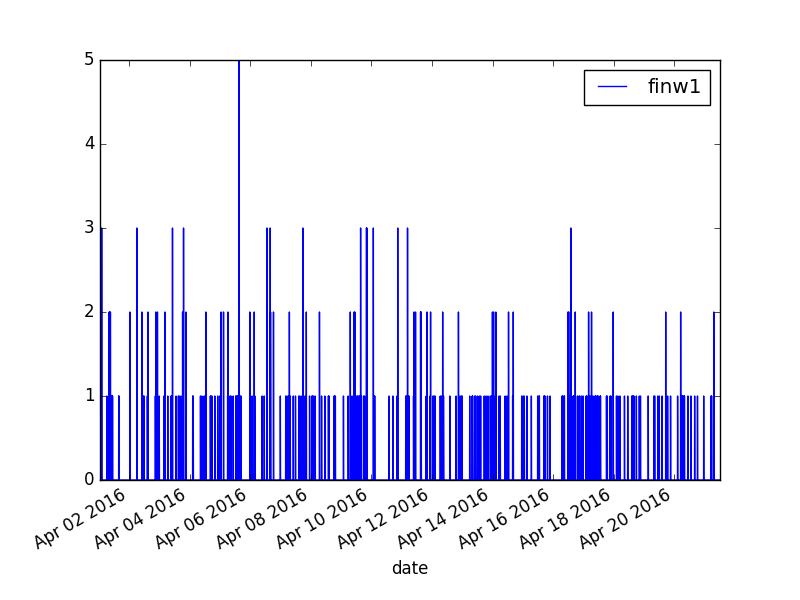 5
finw1
4
3
2
1
0
Apr 02 2016
Apr 04 2016
Apr 06 2016
Apr 08 2016
Apr 10 2016
Apr 12 2016
Apr 14 2016
Apr 16 2016
Apr 18 2016
Apr 20 2016
date